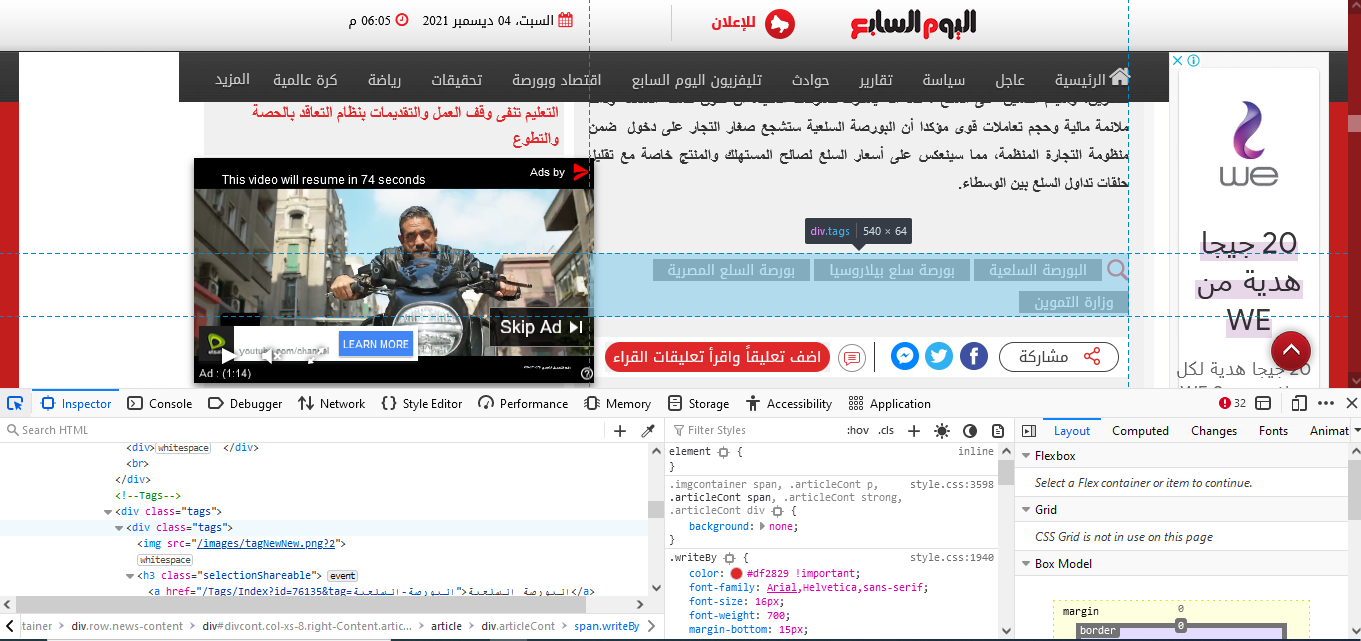 السبت، 04 ديسمبر 2021 06:05 م
للإعلان
اليوم السابع
الرئيسية عاجل سياسة تقارير حوادث تليفزيون اليوم السابع اقتصاد وبورصة تحقيقات رياضة كرة عالمية المزيد
ملائمة مالية وحجم تعاملات قوى مؤكدا أن البورصة السلعية ستشجع صغار التجار على دخول ضمن
منظومة التجارة المنظمة، مما سينعكس على أسعار السلع لصالح المستهلك والمنتج خاصة مع تقليل
حلقات تداول السلع بين الوسطاء.
التعليم تنفى وقف العمل والتقديمات بنظام التعاقد بالحصة
والتطوع
This video will resume in 74 seconds
Ads by
Skip Ad
youtube.com/channel
LEARN MORE
Ad : (1:14)
div.tags 540 × 64
البورصة السلعية بورصة سلع بيلاروسيا بورصة السلع المصرية
وزارة التموين
مشاركة
اضف تعليقاً واقرأ تعليقات القراء
we
20 جيجا
هدية من
WE
20 جيجا هدية لكل
Inspector Console Debugger Network Style Editor Performance Memory Storage Accessibility Application 32
Search HTML
<div> whitespace </div>
<br>
</div>
<!--Tags-->
<div class="tags">
<div class="tags">
<img src="/images/tagNewNew.png?2">
whitespace
<h3 class="selectionShareable"> event
<a href="/Tags/Index?id=76135&tag=البورصة-السلعية">البورصة السلعية</a>
tainer > div.row.news-content > div#divcont.col-xs-8.right-Content.artic... > article > div.articleCont > span.writeBy
Filter Styles :hov .cls
element { inline
}
.imgcontainer span, .articleCont p, style.css:3598
.articleCont span, .articleCont strong,
.articleCont div {
background: none;
}
.writeBy { style.css:1940
color: #df2829 !important;
font-family: Arial,Helvetica,sans-serif;
font-size: 16px;
font-weight: 700;
margin-bottom: 15px;
Layout Computed Changes Fonts Animat
Flexbox
Select a Flex container or item to continue.
Grid
CSS Grid is not in use on this page
Box Model
margin 0
border 0